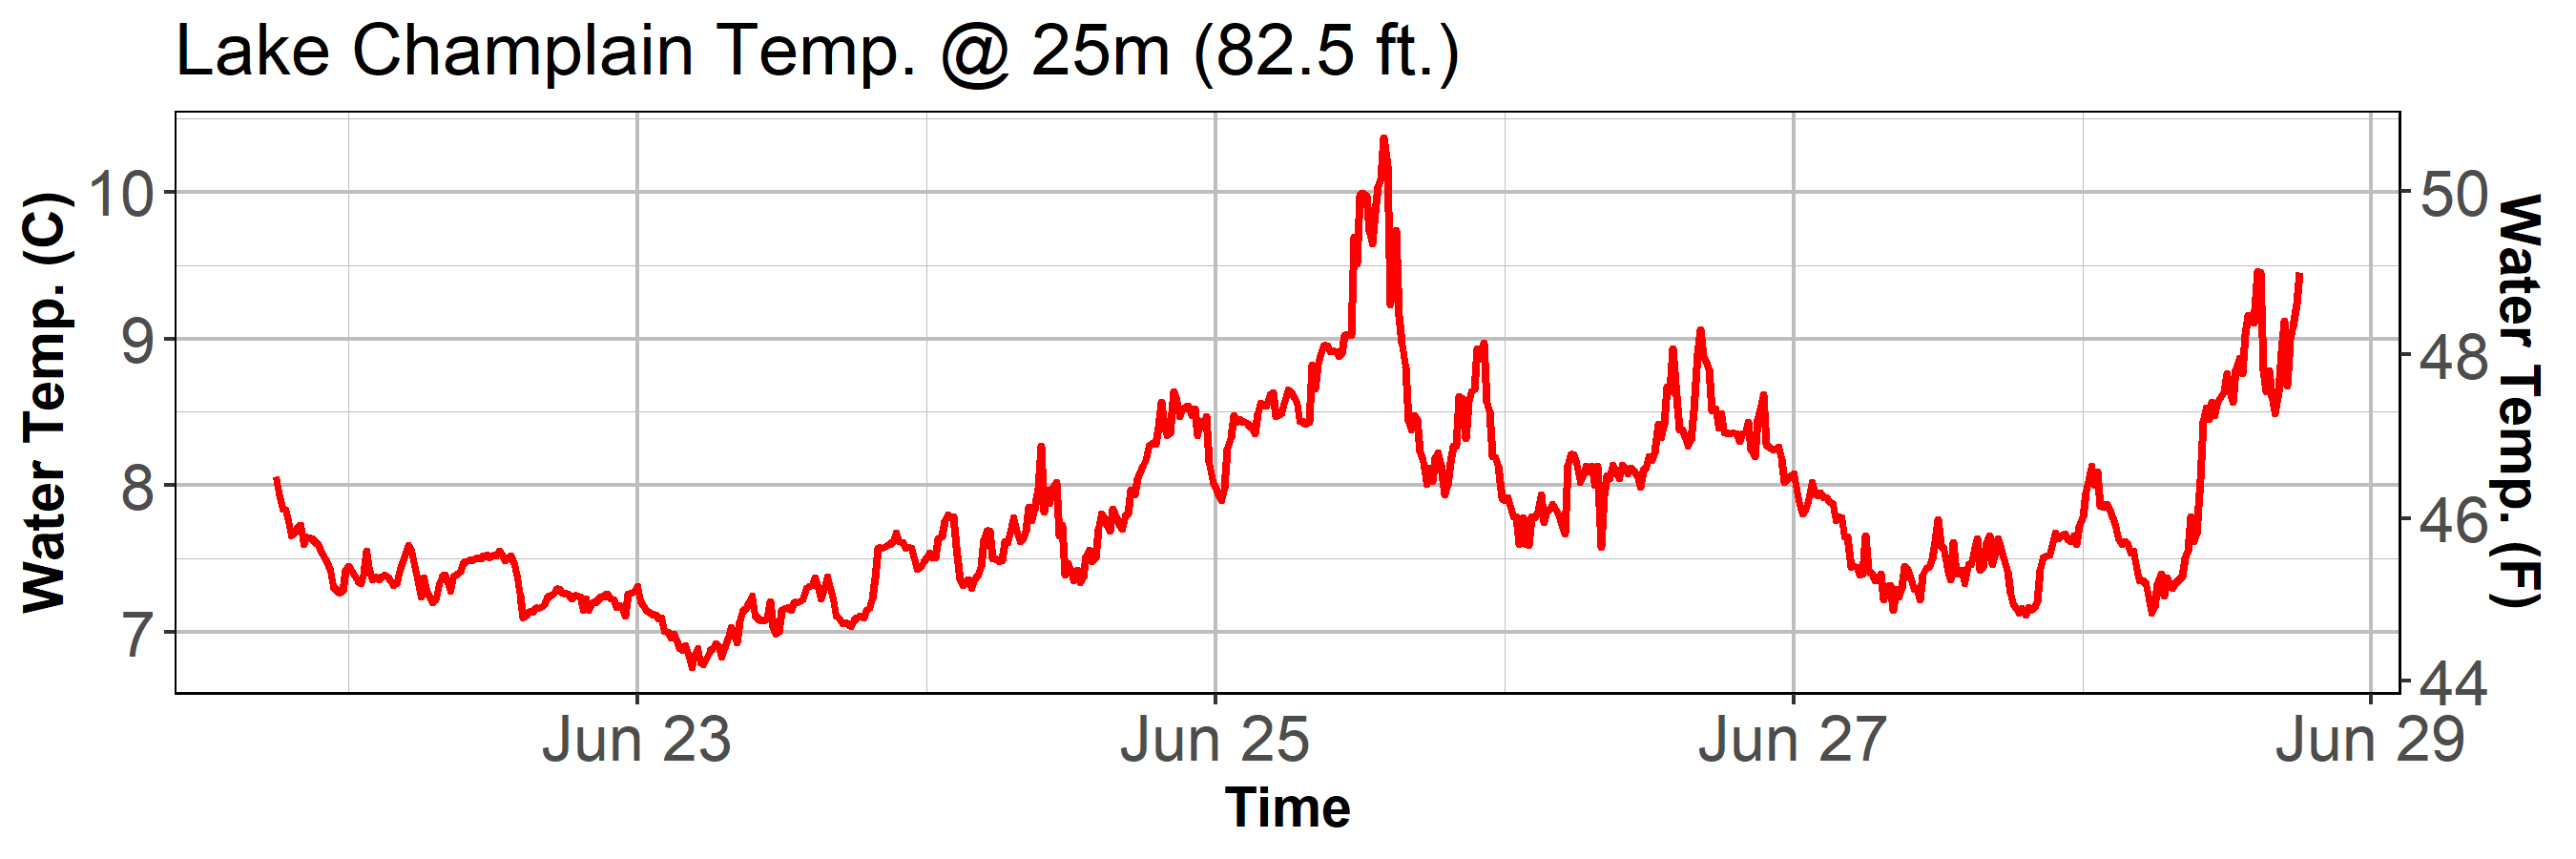 Lake Champlain Temp. @ 25m (82.5 ft.)
Water Temp. (C)
10
9
8
7
50
48
46
44
Water Temp. (F)
Jun 23 Jun 25 Jun 27 Jun 29
Time